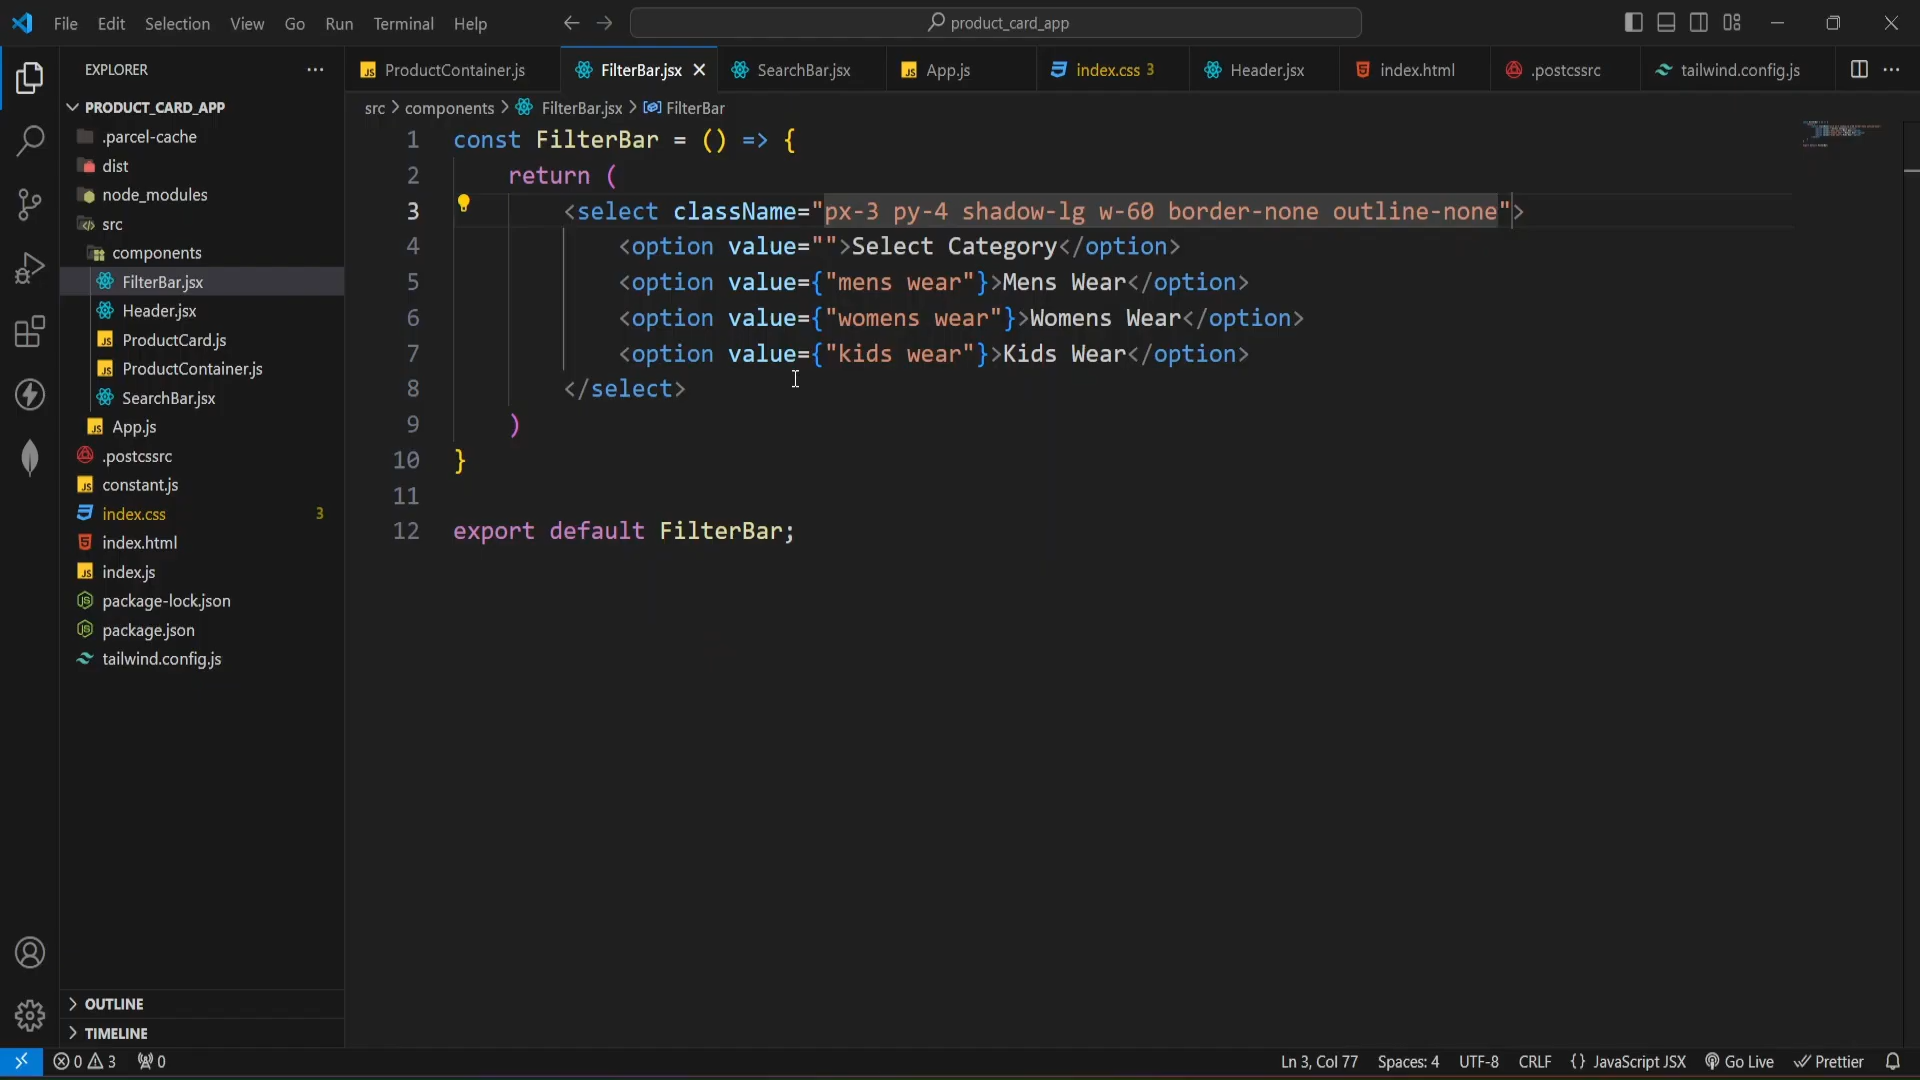 File Edit Selection View Go Run Terminal Help
product_card_app
EXPLORER
ProductContainer.js FilterBar.jsx SearchBar.jsx App.js index.css 3 Header.jsx index.html .postcssrc tailwind.config.js
PRODUCT_CARD_APP
.parcel-cache
dist
node_modules
src
components
FilterBar.jsx
Header.jsx
ProductCard.js
ProductContainer.js
SearchBar.jsx
App.js
.postcssrc
constant.js
index.css 3
index.html
index.js
package-lock.json
package.json
tailwind.config.js
OUTLINE
TIMELINE
src > components > FilterBar.jsx > FilterBar
1 const FilterBar = () => {
2 return (
3 <select className="px-3 py-4 shadow-lg w-60 border-none outline-none">
4 <option value="">Select Category</option>
5 <option value={"mens wear"}>Mens Wear</option>
6 <option value={"womens wear"}>Womens Wear</option>
7 <option value={"kids wear"}>Kids Wear</option>
8 </select>
9 )
10 }
11
12 export default FilterBar;
0 3 0 Ln 3, Col 77 Spaces: 4 UTF-8 CRLF {} JavaScript JSX Go Live Prettier